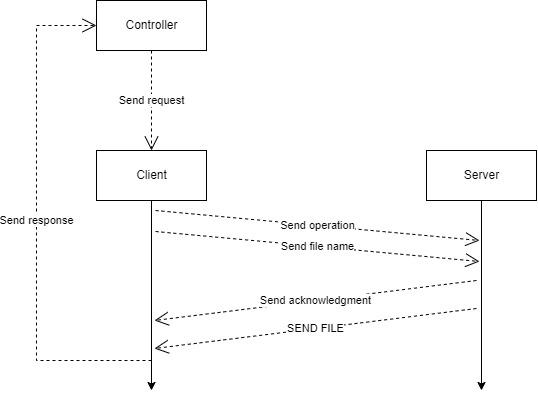 Controller
Send request
Client
Server
Send response
Send operation
Send file name
Send acknowledgment
SEND FILE